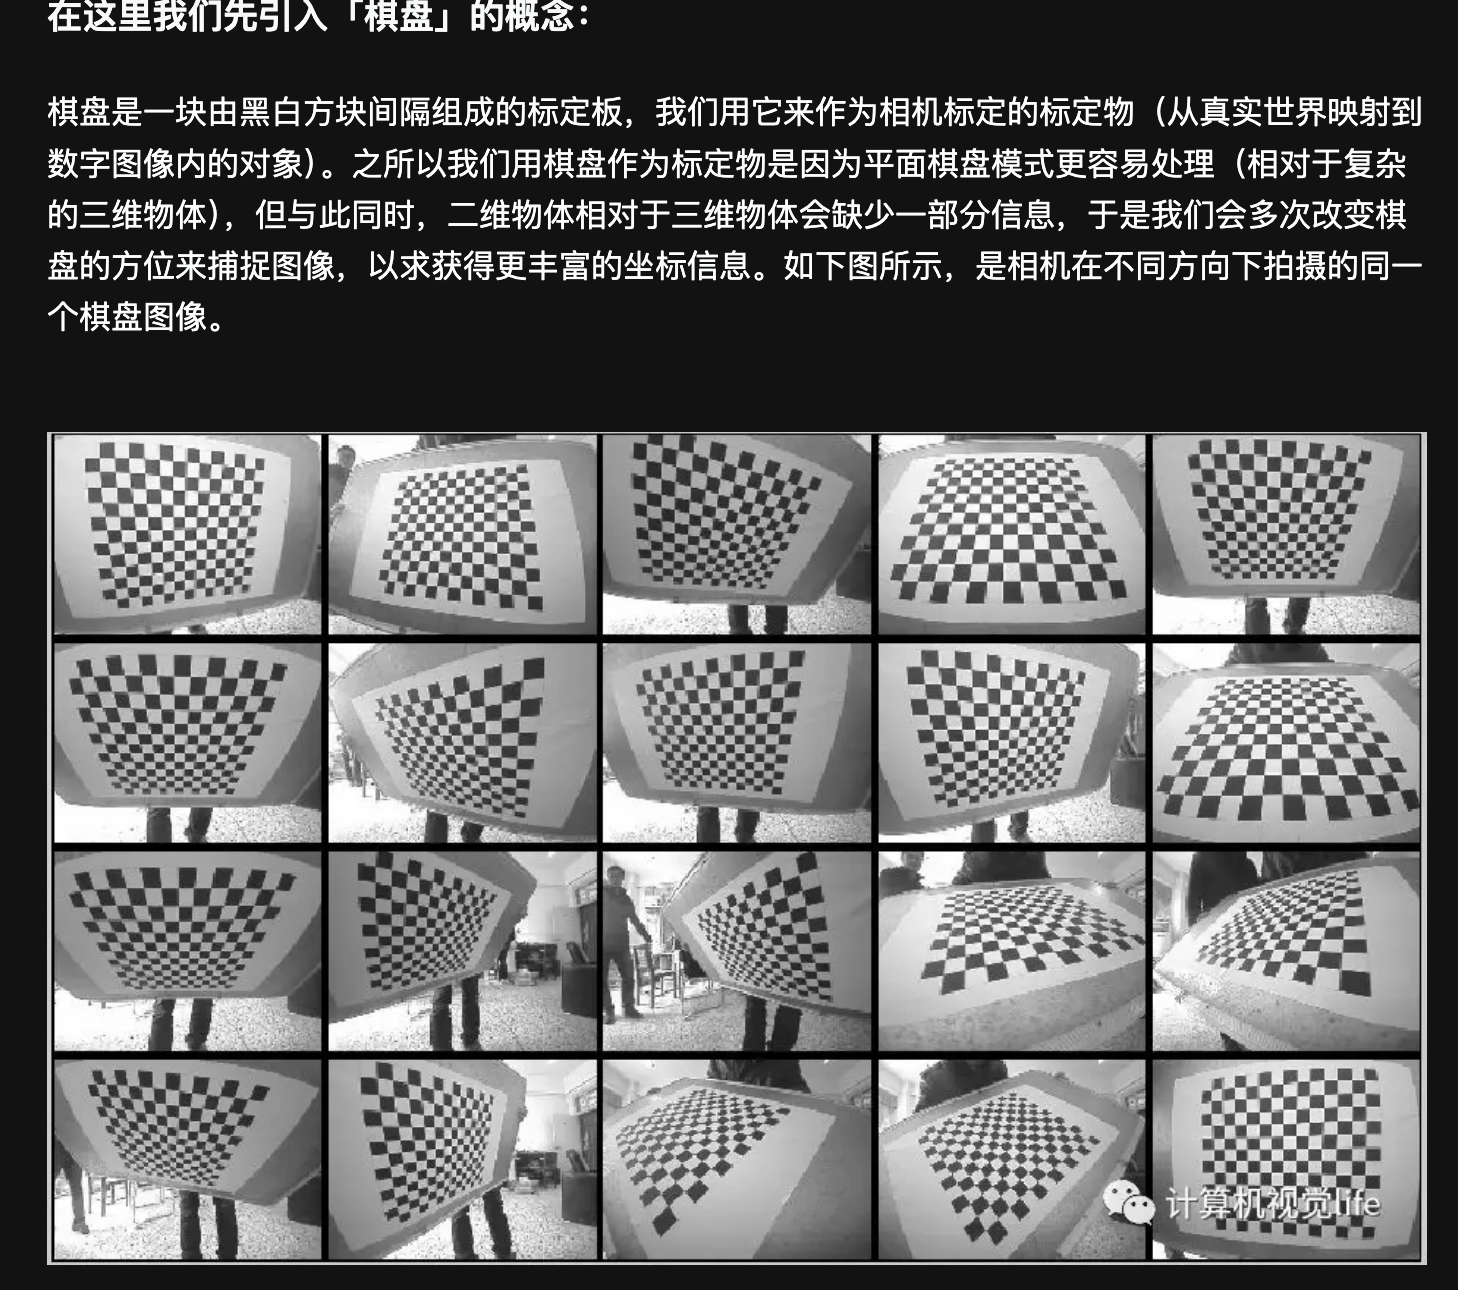 在这里我们先引入「棋盘」的概念：
棋盘是一块由黑白方块间隔组成的标定板，我们用它来作为相机标定的标定物（从真实世界映射到
数字图像内的对象）。之所以我们用棋盘作为标定物是因为平面棋盘模式更容易处理（相对于复杂
的三维物体），但与此同时，二维物体相对于三维物体会缺少一部分信息，于是我们会多次改变棋
盘的方位来捕捉图像，以求获得更丰富的坐标信息。如下图所示，是相机在不同方向下拍摄的同一
个棋盘图像。
计算机视觉life